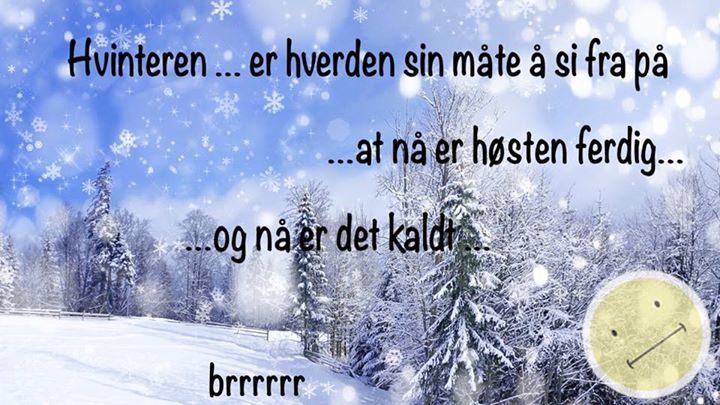 Hvinteren ... er hverden sin måte å si fra på
...at nå er høsten ferdig...
...og nå er det kaldt ...
brrrrrr